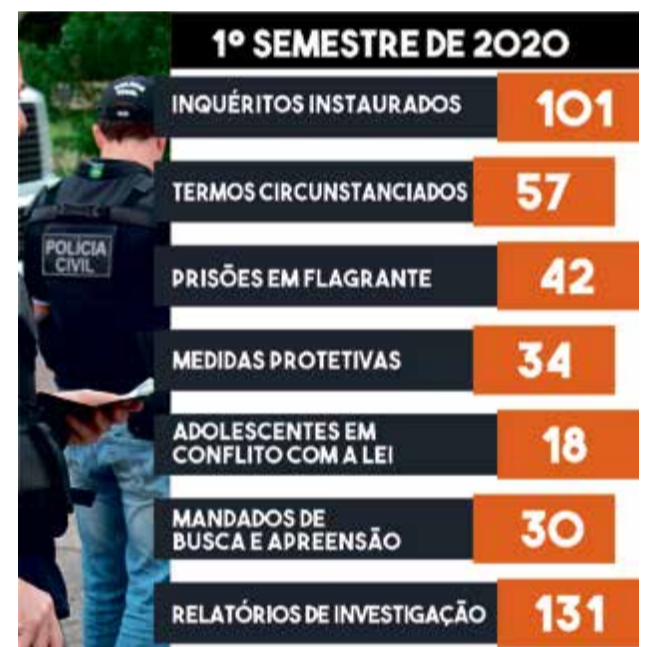 1º SEMESTRE DE 2020
INQUÉRITOS INSTAURADOS 101
TERMOS CIRCUNSTANCIADOS 57
POLÍCIA
CIVIL
PRISÕES EM FLAGRANTE 42
MEDIDAS PROTETIVAS 34
ADOLESCENTES EM
CONFLITO COM A LEI 18
MANDADOS DE
BUSCA E APREENSÃO 30
RELATÓRIOS DE INVESTIGAÇÃO 131